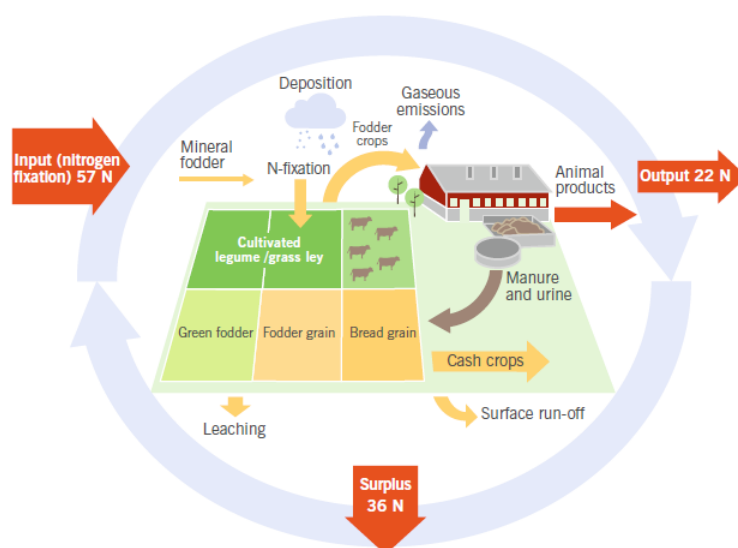 Deposition
Gaseous
emissions
Fodder
crops
Mineral
fodder
N-fixation
Input (nitrogen
fixation) 57 N
Animal
products
Output 22 N
Cultivated
legume /grass ley
Manure
and urine
Green fodder
Fodder grain
Bread grain
Cash crops
Surface run-off
Leaching
Surplus
36 N